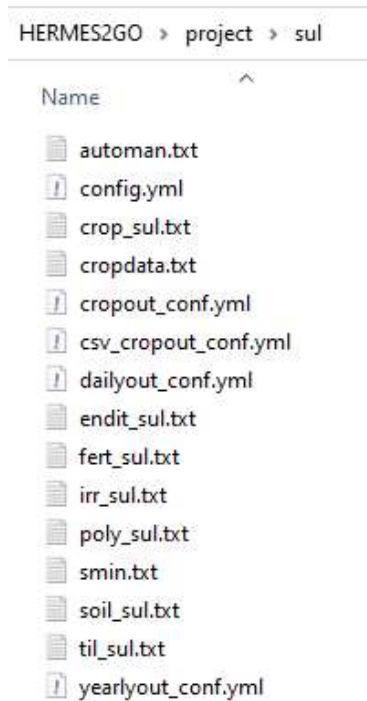 HERMES2GO > project > sul
Name
automan.txt
config.yml
crop_sul.txt
cropdata.txt
cropout_conf.yml
csv_cropout_conf.yml
dailyout_conf.yml
endit_sul.txt
fert_sul.txt
irr_sul.txt
poly_sul.txt
smin.txt
soil_sul.txt
til_sul.txt
yearlyout_conf.yml